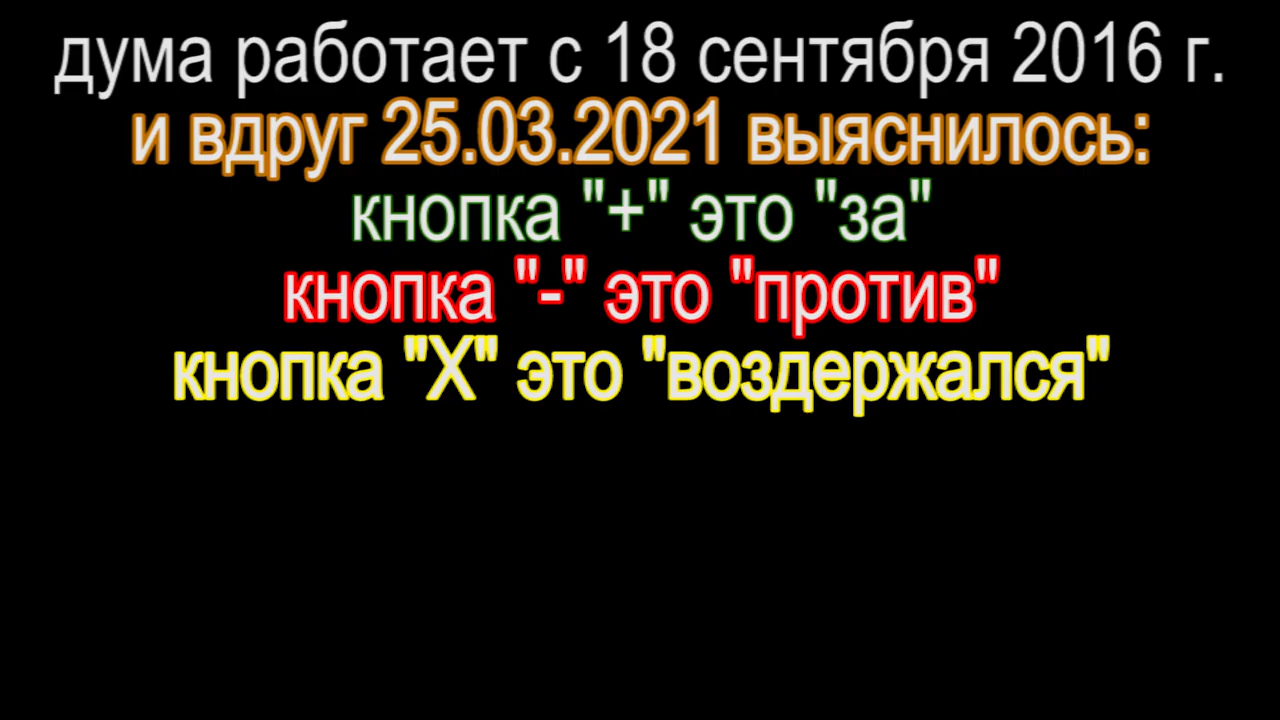 дума работает с 18 сентября 2016 г.
и вдруг 25.03.2021 выяснилось:
кнопка "+" это "за"
кнопка "-" это "против"
кнопка "Х" это "воздержался"